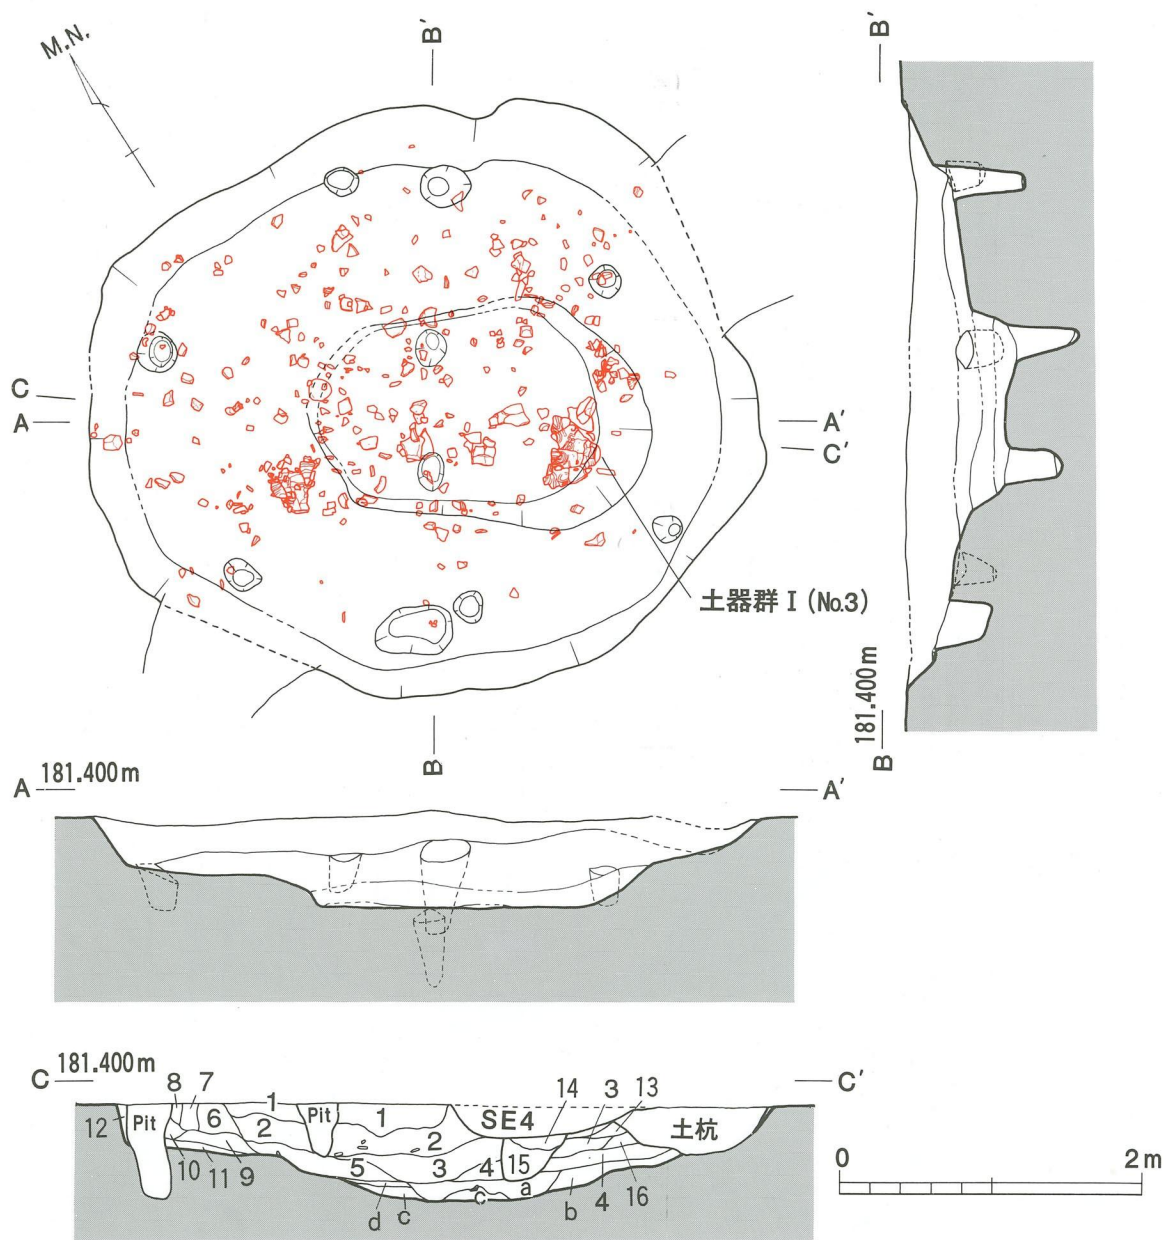 M.N.
B'
B'
C
A
A'
C'
土器群 I (No.3)
B
181.400m
B
A 181.400m
A'
C 181.400m
C'
8 7 1 Pit 1 SE4 14 3 13
12 Pit 6 2 2 土杭
10 11 9 5 3 4 15 4 16
d c c a b
0 2m